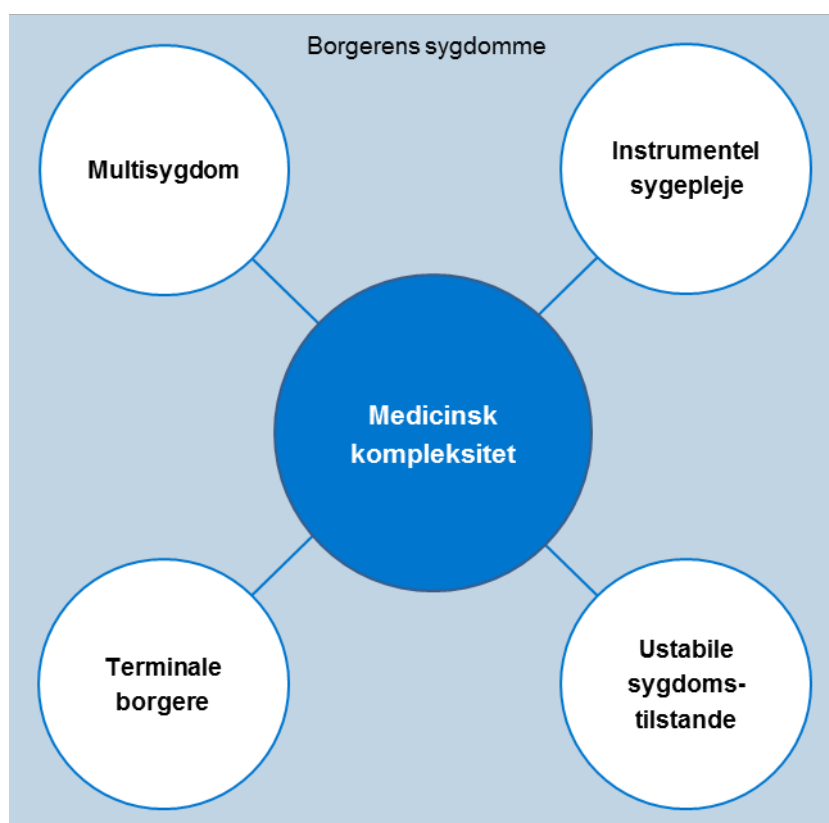 Borgerens sygdomme
Multisygdom
Instrumentel
sygepleje
Medicinsk
kompleksitet
Terminale
borgere
Ustabile
sygdoms-
tilstande